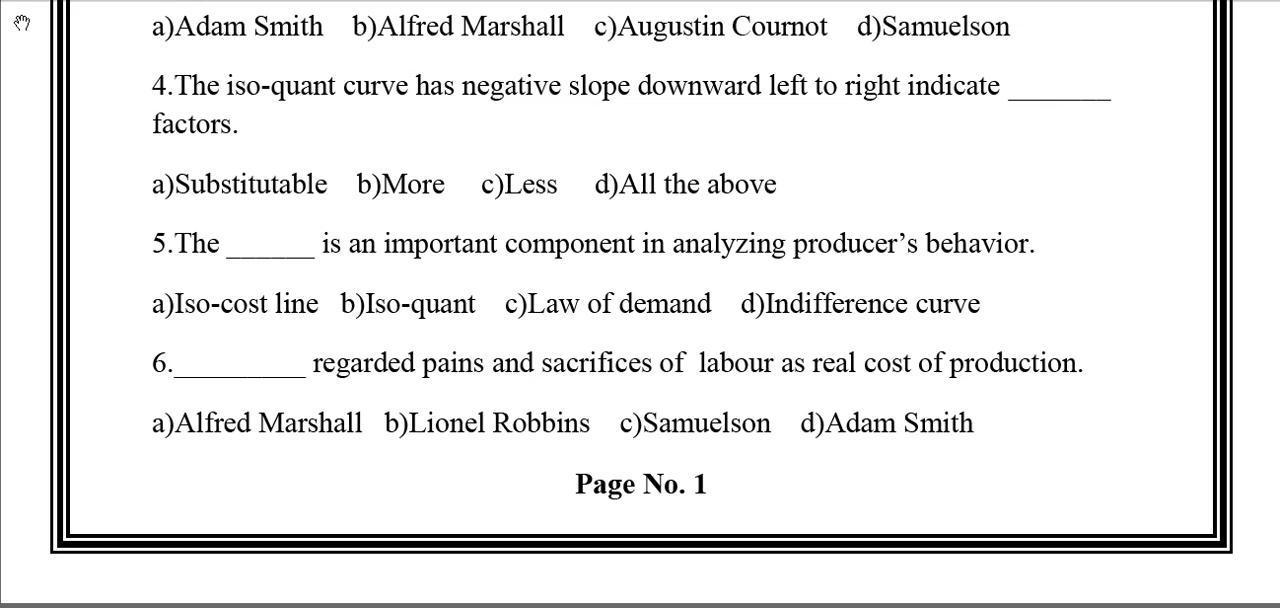 a)Adam Smith b)Alfred Marshall c)Augustin Cournot d)Samuelson
4.The iso-quant curve has negative slope downward left to right indicate _______
factors.
a)Substitutable b)More c)Less d)All the above
5.The ______ is an important component in analyzing producer’s behavior.
a)Iso-cost line b)Iso-quant c)Law of demand d)Indifference curve
6._________ regarded pains and sacrifices of labour as real cost of production.
a)Alfred Marshall b)Lionel Robbins c)Samuelson d)Adam Smith
Page No. 1